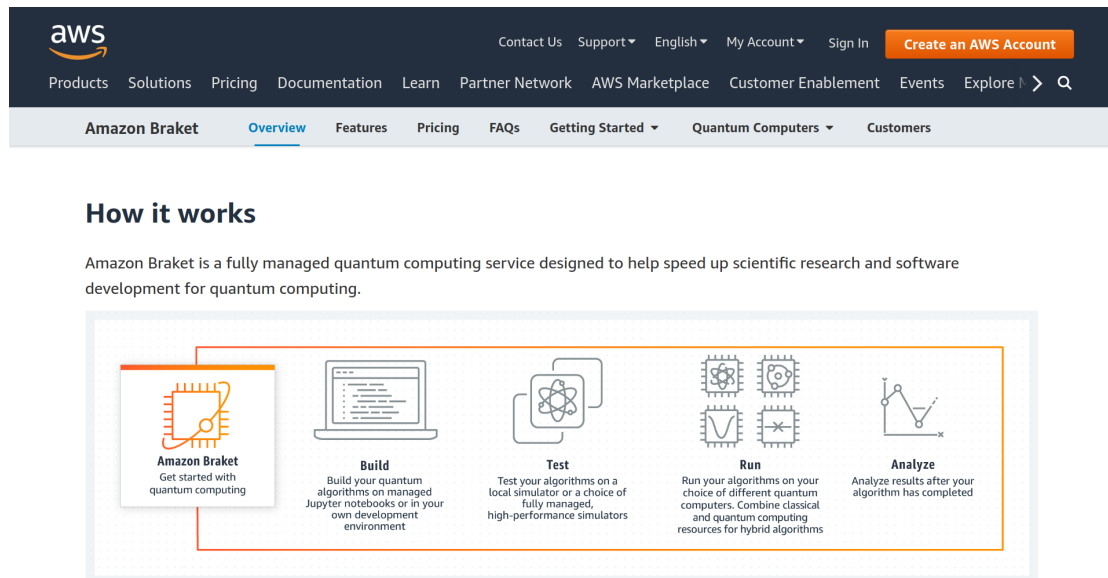 aws
Contact Us Support English My Account Sign In Create an AWS Account
Products Solutions Pricing Documentation Learn Partner Network AWS Marketplace Customer Enablement Events Explore
Amazon Braket Overview Features Pricing FAQs Getting Started Quantum Computers Customers
How it works
Amazon Braket is a fully managed quantum computing service designed to help speed up scientific research and software
development for quantum computing.
Amazon Braket
Get started with
quantum computing
Build
Build your quantum
algorithms on managed
Jupyter notebooks or in your
own development
environment
Test
Test your algorithms on a
local simulator or a choice of
fully managed,
high-performance simulators
Run
Run your algorithms on your
choice of different quantum
computers. Combine classical
and quantum computing
resources for hybrid algorithms
Analyze
Analyze results after your
algorithm has completed